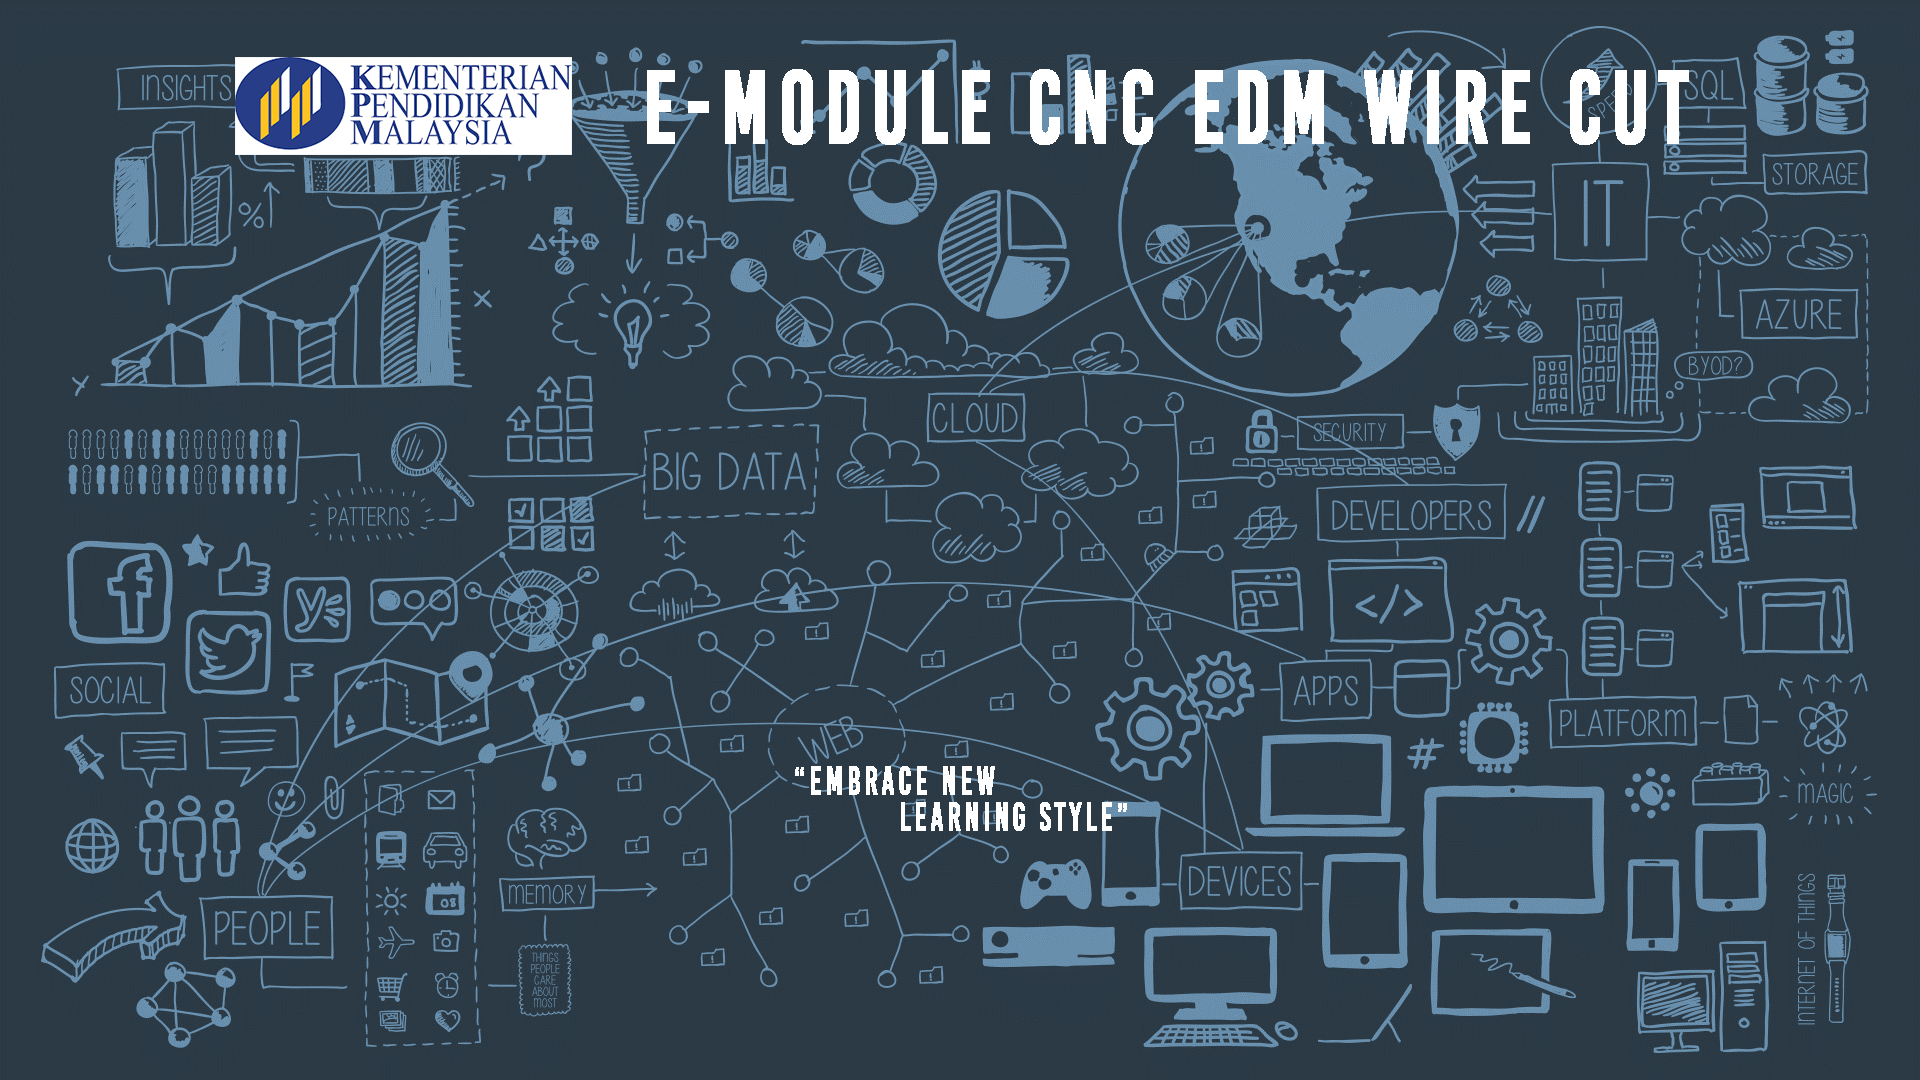 INSIGHTS
KEMENTERIAN
PENDIDIKAN
MALAYSIA
E-MODULE CNC EDM WIRE CUT
SPEED
SQL
STORAGE
%
IT
AZURE
BYOD?
CLOUD
SECURITY
BIG DATA
PATTERNS
DEVELOPERS //
</>
SOCIAL
APPS
PLATFORM
WEB
#
MAGIC
“EMBRACE NEW
LEARNING STYLE”
MEMORY
DEVICES
08
PEOPLE
THINGS
PEOPLE
CARE
ABOUT
MOST
INTERNET OF THINGS